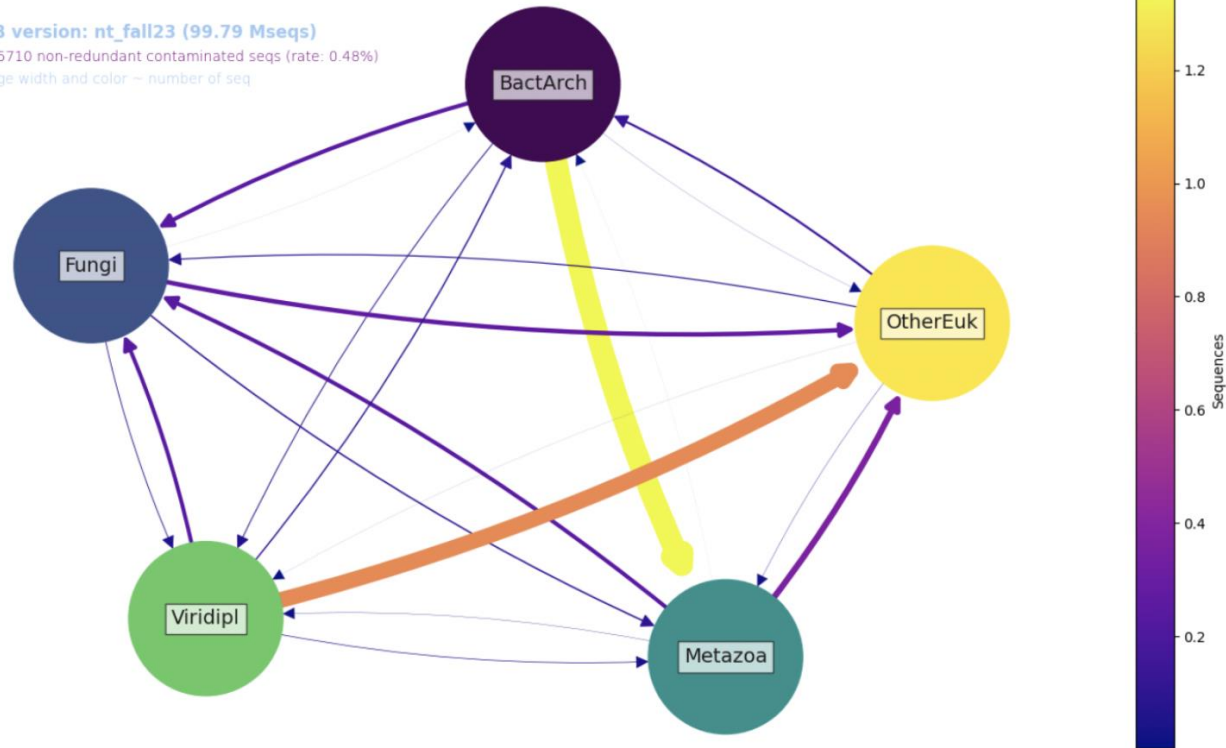 version: nt_fall23 (99.79 Mseqs)
5710 non-redundant contaminated seqs (rate: 0.48%)
ge width and color ~ number of seq
BactArch
Fungi
OtherEuk
Viridipl
Metazoa
1.2
1.0
0.8
0.6
0.4
0.2
Sequences